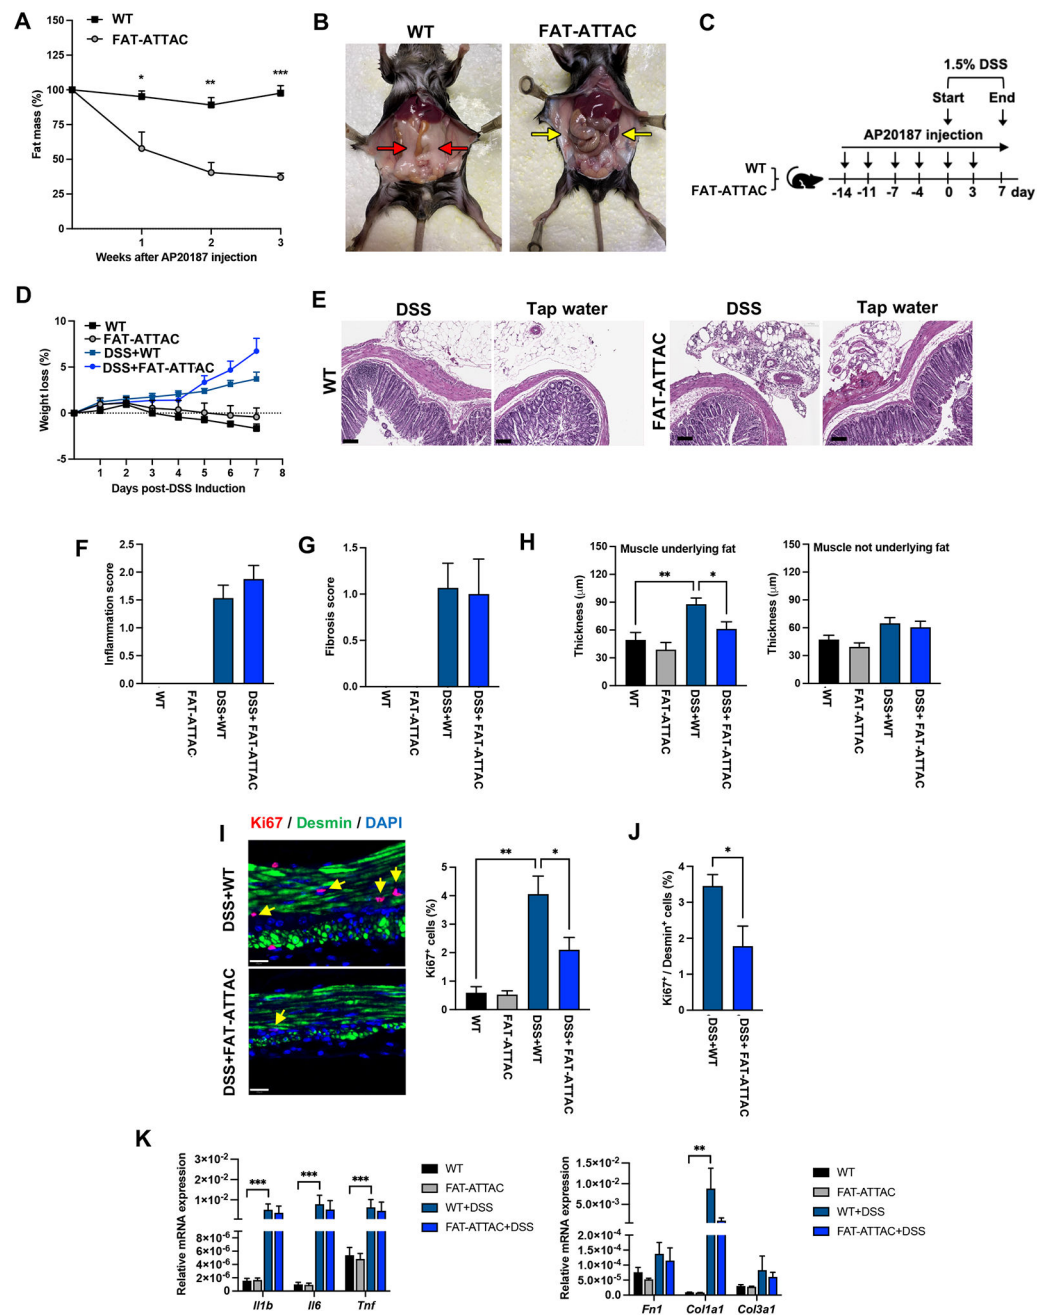 A
150
125
100
75
50
25
0
Fat mass (%)
WT
FAT-ATTAC
*
**
***
1
2
3
Weeks after AP20187 injection
B
WT
FAT-ATTAC
C
1.5% DSS
Start
End
AP20187 injection
WT
FAT-ATTAC
-14
-11
-7
-4
0
3
7
day
D
10
5
0
-5
Weight loss (%)
WT
FAT-ATTAC
DSS+WT
DSS+FAT-ATTAC
1
2
3
4
5
6
7
8
Days post-DSS Induction
E
DSS
Tap water
DSS
Tap water
WT
FAT-ATTAC
F
2.5
2.0
1.5
1.0
0.5
0.0
Inflammation score
WT
FAT-ATTAC
DSS+WT
DSS+ FAT-ATTAC
G
1.5
1.0
0.5
0.0
Fibrosis score
WT
FAT-ATTAC
DSS+WT
DSS+ FAT-ATTAC
H
Muscle underlying fat
150
120
90
60
30
0
Thickness (μm)
**
*
WT
FAT-ATTAC
DSS+WT
DSS+ FAT-ATTAC
Muscle not underlying fat
150
120
90
60
30
0
Thickness (μm)
WT
FAT-ATTAC
DSS+WT
DSS+ FAT-ATTAC
I
Ki67 / Desmin / DAPI
DSS+WT
DSS+FAT-ATTAC
5
4
3
2
1
0
Ki67⁺ cells (%)
**
*
WT
FAT-ATTAC
DSS+WT
DSS+ FAT-ATTAC
J
4
3
2
1
0
Ki67⁺ / Desmin⁺ cells (%)
*
DSS+WT
DSS+ FAT-ATTAC
K
3×10⁻²
2×10⁻²
1×10⁻²
8×10⁻⁶
6×10⁻⁶
4×10⁻⁶
2×10⁻⁶
0
Relative mRNA expression
***
***
***
Il1b
Il6
Tnf
WT
FAT-ATTAC
WT+DSS
FAT-ATTAC+DSS
1.5×10⁻²
1.0×10⁻²
5.0×10⁻³
2.0×10⁻⁴
1.5×10⁻⁴
1.0×10⁻⁴
5.0×10⁻⁵
0
Relative mRNA expression
**
Fn1
Col1a1
Col3a1
WT
FAT-ATTAC
WT+DSS
FAT-ATTAC+DSS